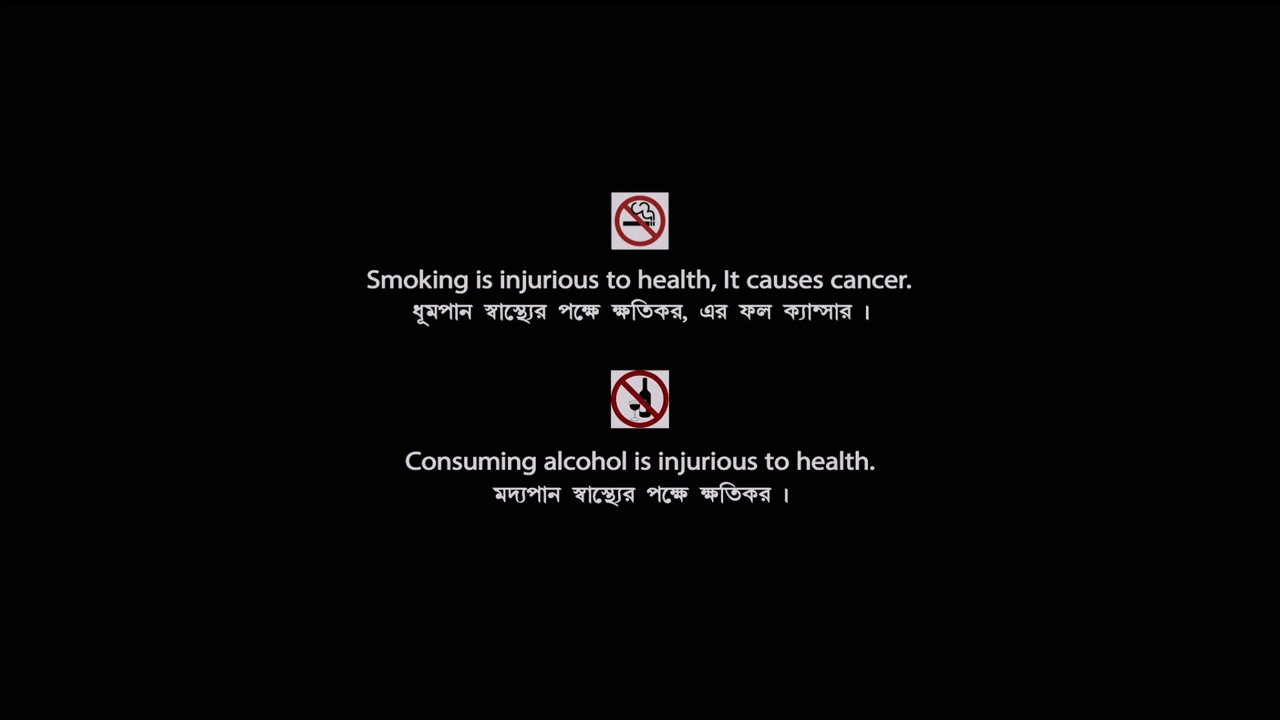 Smoking is injurious to health, It causes cancer.
ধূমপান স্বাস্থ্যের পক্ষে ক্ষতিকর, এর ফল ক্যান্সার ।
Consuming alcohol is injurious to health.
মদ্যপান স্বাস্থ্যের পক্ষে ক্ষতিকর ।